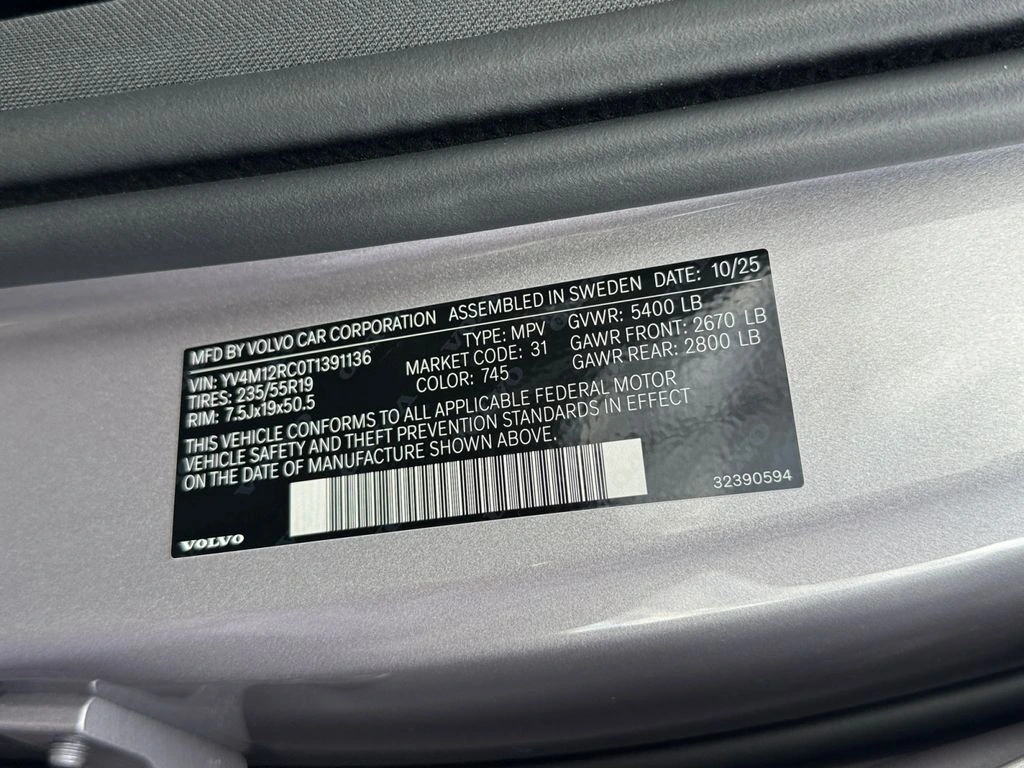 MFD BY VOLVO CAR CORPORATION ASSEMBLED IN SWEDEN DATE: 10/25
VIN: YV4M12RC0T1391136 TYPE: MPV GVWR: 5400 LB
TIRES: 235/55R19 MARKET CODE: 31 GAWR FRONT: 2670 LB
RIM: 7.5Jx19x50.5 COLOR: 745 GAWR REAR: 2800 LB
THIS VEHICLE CONFORMS TO ALL APPLICABLE FEDERAL MOTOR
VEHICLE SAFETY AND THEFT PREVENTION STANDARDS IN EFFECT
ON THE DATE OF MANUFACTURE SHOWN ABOVE.
32390594
VOLVO